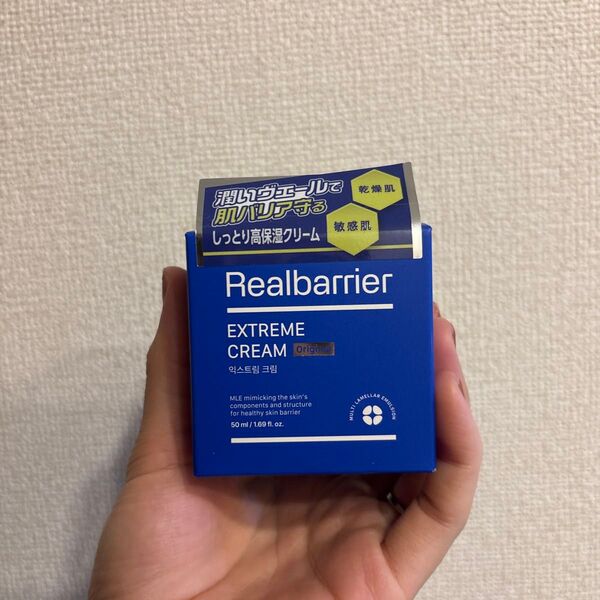 潤いヴェールで
肌バリア守る
しっとり高保湿クリーム
乾燥肌
敏感肌
Realbarrier
EXTREME
CREAM Original
익스트림 크림
MLE mimicking the skin's
components and structure
for healthy skin barrier
50 ml / 1.69 fl. oz.
MULTI LAMELLAR EMULSION